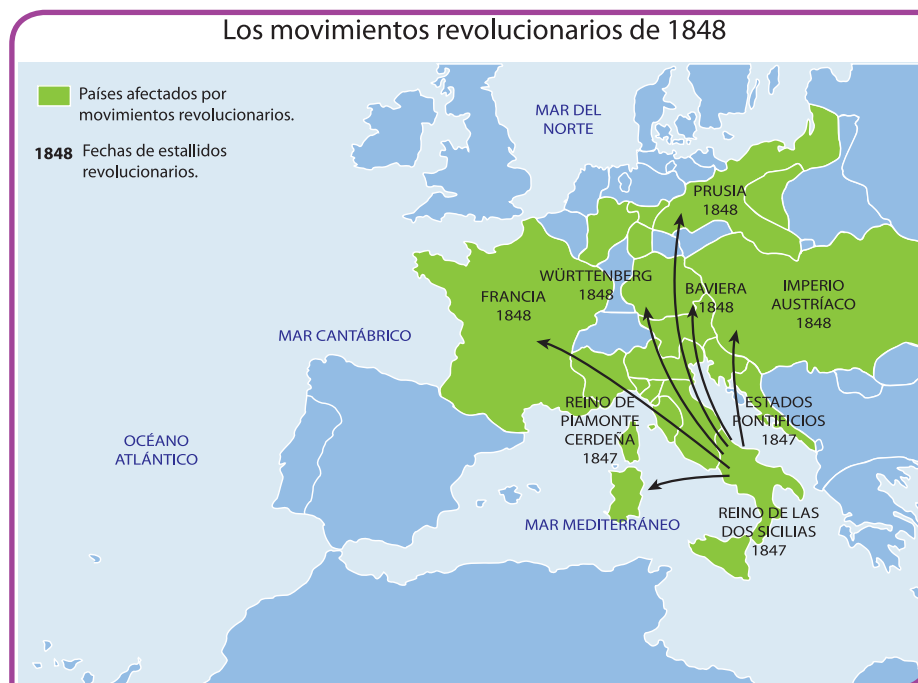 Los movimientos revolucionarios de 1848
Países afectados por
movimientos revolucionarios.
1848 Fechas de estallidos
revolucionarios.
MAR DEL
NORTE
PRUSIA
1848
WÜRTTENBERG
1848
BAVIERA
1848
IMPERIO
AUSTRÍACO
1848
FRANCIA
1848
MAR CANTÁBRICO
REINO DE
PIAMONTE
CERDEÑA
1847
ESTADOS
PONTIFICIOS
1847
OCÉANO
ATLÁNTICO
MAR MEDITERRÁNEO
REINO DE LAS
DOS SICILIAS
1847